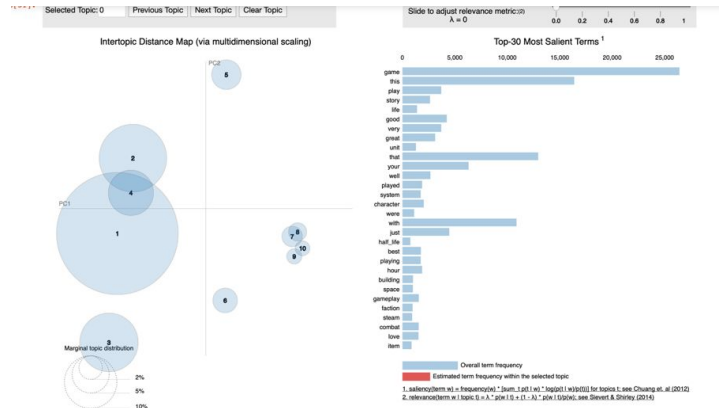 Selected Topic: 0 Previous Topic Next Topic Clear Topic
Slide to adjust relevance metric:(2)
λ = 0
0.0 0.2 0.4 0.6 0.8 1
Intertopic Distance Map (via multidimensional scaling)
PC2
PC1
5
2
4
1
8
7
10
9
6
3
Marginal topic distribution
2%
5%
10%
Top-30 Most Salient Terms 1
0 5,000 10,000 15,000 20,000 25,000
game
this
play
story
life
good
very
great
unit
that
your
well
played
system
character
were
with
just
half_life
best
playing
hour
building
space
gameplay
faction
steam
combat
love
item
Overall term frequency
Estimated term frequency within the selected topic
1. saliency(term w) = frequency(w) * [sum_t p(t | w) * log(p(t | w)/p(t))] for topics t; see Chuang et. al (2012)
2. relevance(term w | topic t) = λ * p(w | t) + (1 - λ) * p(w | t)/p(w); see Sievert & Shirley (2014)